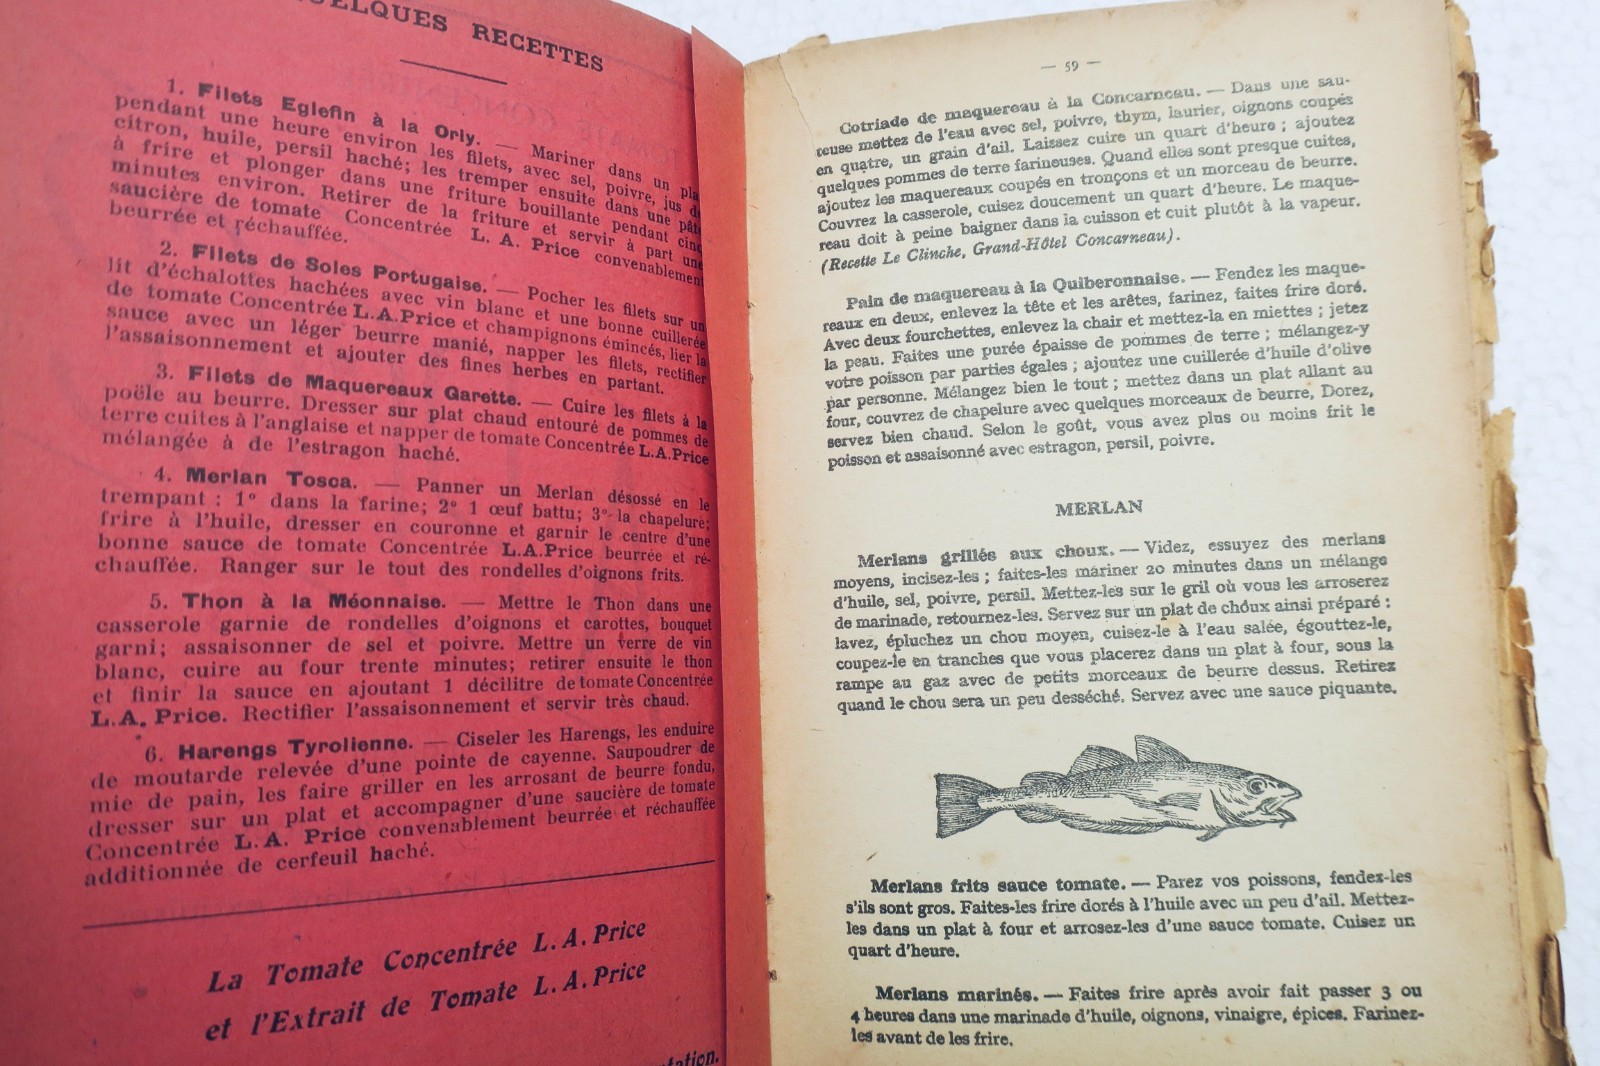 QUELQUES RECETTES
1. Filets Eglefin à la Orly. — Mariner dans un plat
pendant une heure environ les filets, avec sel, poivre, jus de
citron, huile, persil haché; les tremper ensuite dans une pâte
à frire et plonger dans une friture bouillante pendant cinq
minutes environ. Retirer de la friture et servir à part une
saucière de tomate Concentrée L. A. Price convenablement
beurrée et réchauffée.
2. Filets de Soles Portugaise. — Pocher les filets sur un
lit d'échalottes hachées avec vin blanc et une bonne cuillerée
de tomate Concentrée L.A.Price et champignons émincés, lier la
sauce avec un léger beurre manié, napper les filets, rectifier
l'assaisonnement et ajouter des fines herbes en partant.
3. Filets de Maquereaux Garette. — Cuire les filets à la
poële au beurre. Dresser sur plat chaud entouré de pommes de
terre cuites à l'anglaise et napper de tomate Concentrée L.A.Price
mélangée à de l'estragon haché.
4. Merlan Tosca. — Panner un Merlan désossé en le
trempant : 1° dans la farine; 2° 1 œuf battu; 3° la chapelure;
frire à l'huile, dresser en couronne et garnir le centre d'une
bonne sauce de tomate Concentrée L.A.Price beurrée et ré-
chauffée. Ranger sur le tout des rondelles d'oignons frits.
5. Thon à la Méonnaise. — Mettre le Thon dans une
casserole garnie de rondelles d'oignons et carottes, bouquet
garni; assaisonner de sel et poivre. Mettre un verre de vin
blanc, cuire au four trente minutes; retirer ensuite le thon
et finir la sauce en ajoutant 1 décilitre de tomate Concentrée
L.A. Price. Rectifier l'assaisonnement et servir très chaud.
6. Harengs Tyrolienne. — Ciseler les Harengs, les enduire
de moutarde relevée d'une pointe de cayenne. Saupoudrer de
mie de pain, les faire griller en les arrosant de beurre fondu,
dresser sur un plat et accompagner d'une saucière de tomate
Concentrée L. A. Price convenablement beurrée et réchauffée
additionnée de cerfeuil haché.
La Tomate Concentrée L.A.Price
et l'Extrait de Tomate L.A.Price
— 59 —
Cotriade de maquereau à la Concarneau. — Dans une sau-
teuse mettez de l'eau avec sel, poivre, thym, laurier, oignons coupés
en quatre, un grain d'ail. Laissez cuire un quart d'heure ; ajoutez
quelques pommes de terre farineuses. Quand elles sont presque cuites,
ajoutez les maquereaux coupés en tronçons et un morceau de beurre.
Couvrez la casserole, cuisez doucement un quart d'heure. Le maque-
reau doit à peine baigner dans la cuisson et cuit plutôt à la vapeur.
(Recette Le Clinche, Grand-Hôtel Concarneau).
Pain de maquereau à la Quiberonnaise. — Fendez les maque-
reaux en deux, enlevez la tête et les arêtes, farinez, faites frire doré.
Avec deux fourchettes, enlevez la chair et mettez-la en miettes ; jetez
la peau. Faites une purée épaisse de pommes de terre ; mélangez-y
votre poisson par parties égales ; ajoutez une cuillerée d'huile d'olive
par personne. Mélangez bien le tout ; mettez dans un plat allant au
four, couvrez de chapelure avec quelques morceaux de beurre, Dorez,
servez bien chaud. Selon le goût, vous avez plus ou moins frit le
poisson et assaisonné avec estragon, persil, poivre.
MERLAN
Merlans grillés aux choux. — Videz, essuyez des merlans
moyens, incisez-les ; faites-les mariner 20 minutes dans un mélange
d'huile, sel, poivre, persil. Mettez-les sur le gril où vous les arroserez
de marinade, retournez-les. Servez sur un plat de choux ainsi préparé :
lavez, épluchez un chou moyen, cuisez-le à l'eau salée, égouttez-le,
coupez-le en tranches que vous placerez dans un plat à four, sous la
rampe au gaz avec de petits morceaux de beurre dessus. Retirez
quand le chou sera un peu desséché. Servez avec une sauce piquante.
Merlans frits sauce tomate. — Parez vos poissons, fendez-les
s'ils sont gros. Faites-les frire dorés à l'huile avec un peu d'ail. Mettez-
les dans un plat à four et arrosez-les d'une sauce tomate. Cuisez un
quart d'heure.
Merlans marinés. — Faites frire après avoir fait passer 3 ou
4 heures dans une marinade d'huile, oignons, vinaigre, épices. Farinez-
les avant de les frire.